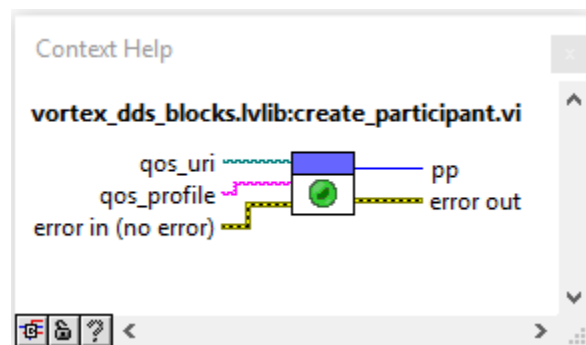 Context Help
x
vortex_dds_blocks.lvlib:create_participant.vi
qos_uri
pp
qos_profile
error out
error in (no error)
?